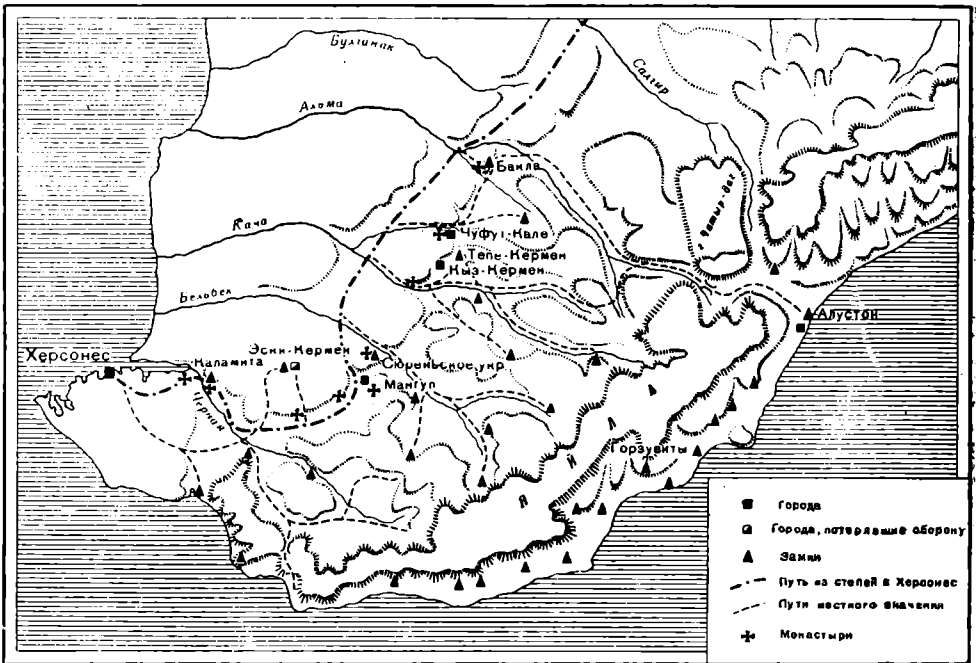 Булганак
Алма
Салгир
Бакла
г. Чатыр-даг
Кача
Чуфут-Кале
Тепе-Кермен
Кыз-Кермен
Бельбек
Алустон
Херсонес
Эски-Кермен
Каламита
Сюреньское укр.
Мангуп
Черная
Я Й Л А
Горзувиты
Города
Города, потерявшие оборону
Замки
Путь из степей в Херсонес
Пути местного значения
Монастыри